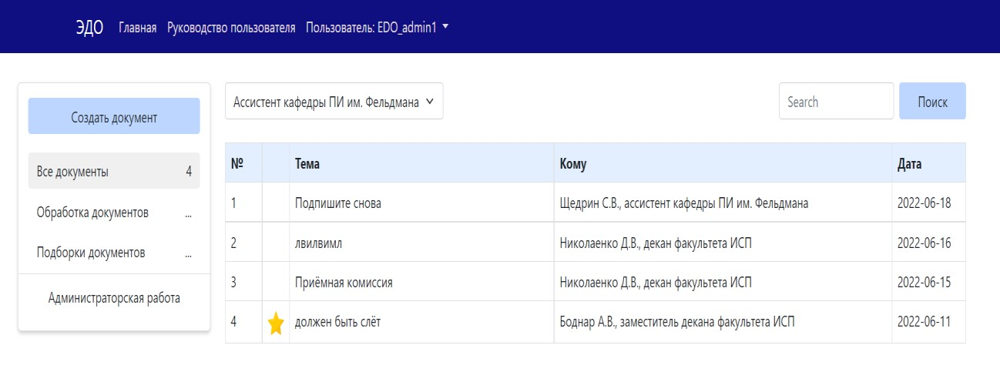 ЭДО Главная Руководство пользователя Пользователь: EDO_admin1
Создать документ
Все документы 4
Обработка документов ...
Подборки документов ...
Администраторская работа
Ассистент кафедры ПИ им. Фельдмана Search Поиск
№ Тема Кому Дата
1 Подпишите снова Щедрин С.В., ассистент кафедры ПИ им. Фельдмана 2022-06-18
2 лвилвимл Николаенко Д.В., декан факультета ИСП 2022-06-16
3 Приёмная комиссия Николаенко Д.В., декан факультета ИСП 2022-06-15
4 должен быть слёт Боднар А.В., заместитель декана факультета ИСП 2022-06-11